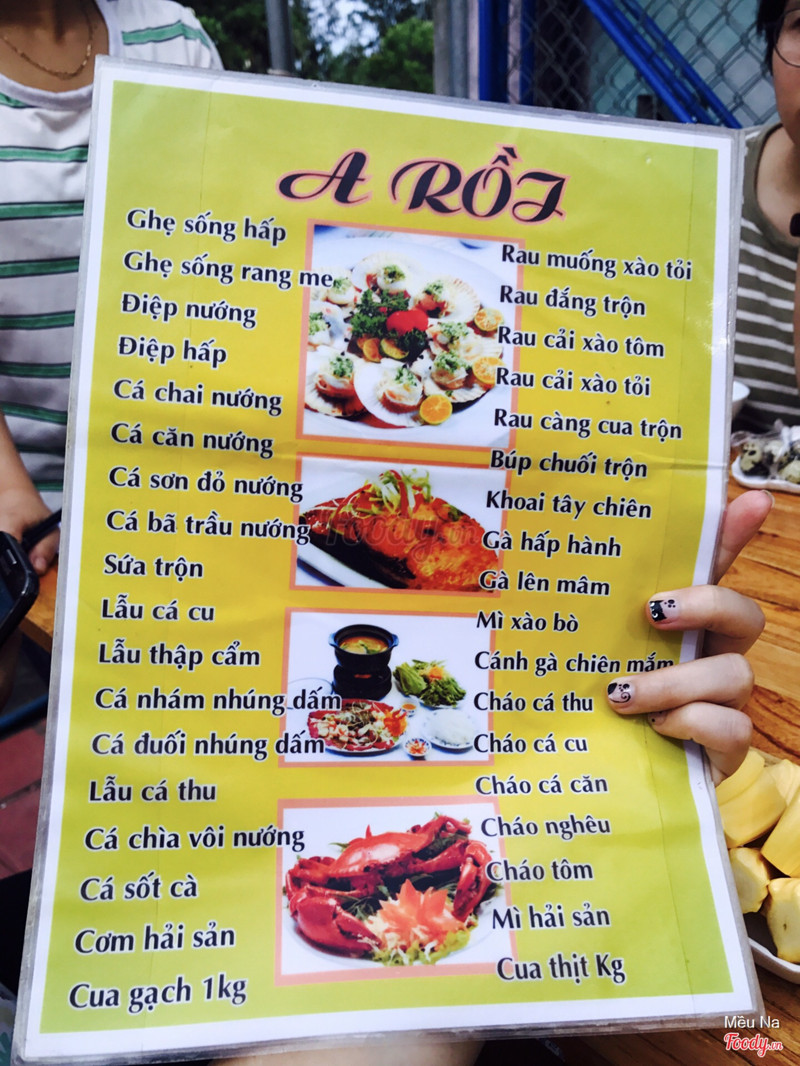 A RỒI
Ghẹ sống hấp
Ghẹ sống rang me
Điệp nướng
Điệp hấp
Cá chai nướng
Cá căn nướng
Cá sơn đỏ nướng
Cá bã trầu nướng
Sứa trộn
Lẩu cá cu
Lẩu thập cẩm
Cá nhám nhúng dấm
Cá đuối nhúng dấm
Lẩu cá thu
Cá chìa vôi nướng
Cá sốt cà
Cơm hải sản
Cua gạch 1kg
Rau muống xào tỏi
Rau đắng trộn
Rau cải xào tôm
Rau cải xào tỏi
Rau càng cua trộn
Búp chuối trộn
Khoai tây chiên
Gà hấp hành
Gà lên mâm
Mì xào bò
Cánh gà chiên mắm
Cháo cá thu
Cháo cá cu
Cháo cá căn
Cháo nghêu
Cháo tôm
Mì hải sản
Cua thịt Kg
Foody.vn
Mều Na
Foody.vn